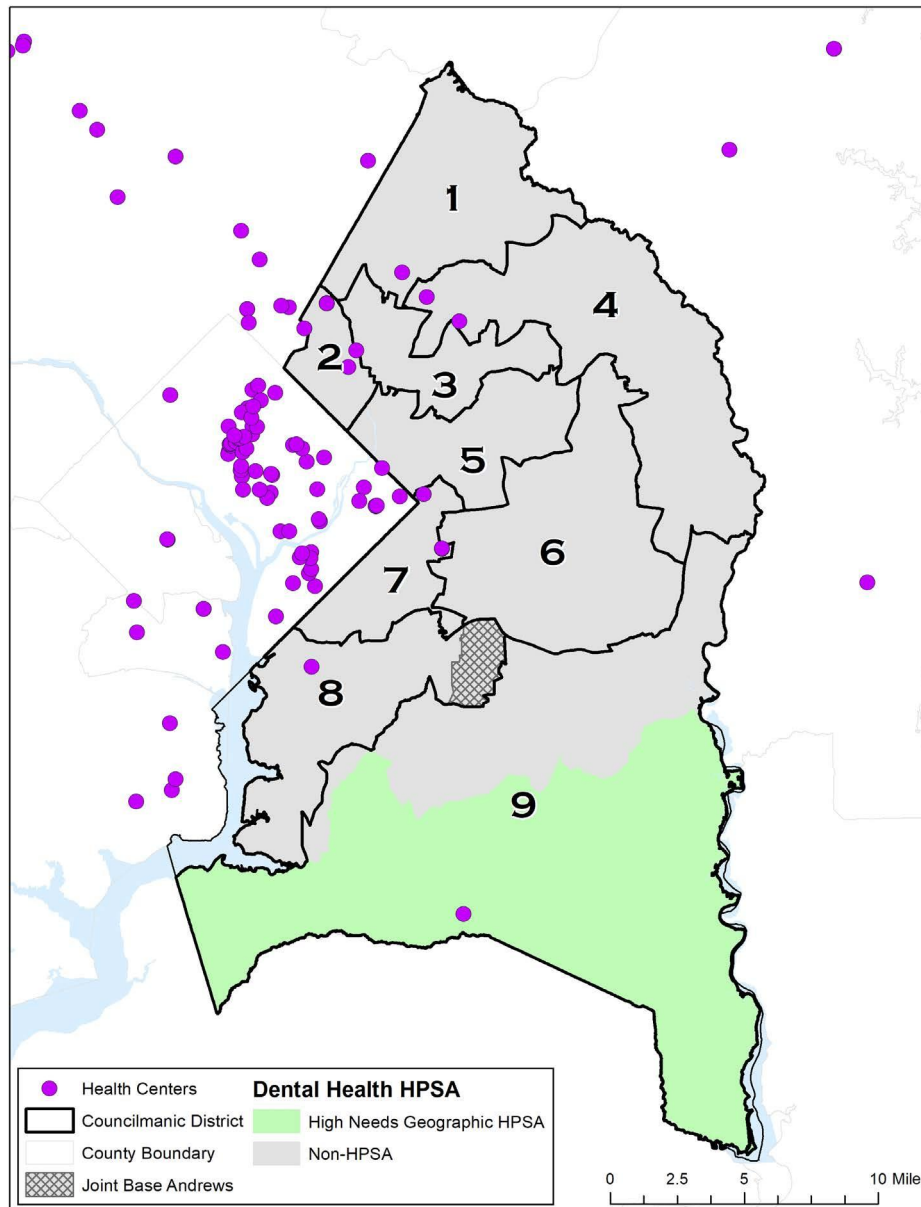 1
4
2
3
5
6
7
8
9
Health Centers
Councilmanic District
County Boundary
Joint Base Andrews
Dental Health HPSA
High Needs Geographic HPSA
Non-HPSA
0 2.5 5 10 Mile